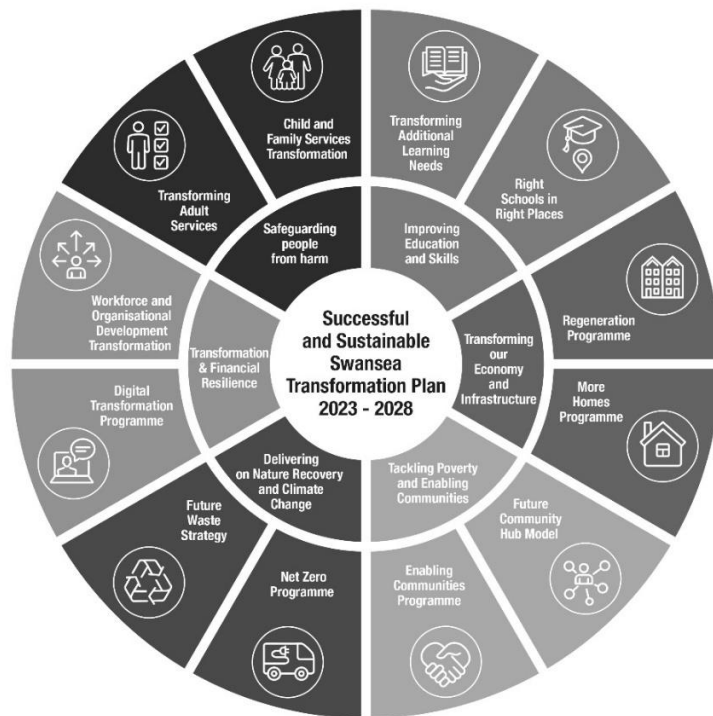 Successful
and Sustainable
Swansea
Transformation Plan
2023 - 2028
Safeguarding
people
from harm
Improving
Education
and Skills
Transforming
our
Economy
and
Infrastructure
Tackling Poverty
and Enabling
Communities
Delivering
on Nature Recovery
and Climate
Change
Transformation
& Financial
Resilience
Child and
Family Services
Transformation
Transforming
Additional
Learning
Needs
Right
Schools in
Right Places
Regeneration
Programme
More
Homes
Programme
Future
Community
Hub Model
Enabling
Communities
Programme
Net Zero
Programme
Future
Waste
Strategy
Digital
Transformation
Programme
Workforce and
Organisational
Development
Transformation
Transforming
Adult
Services